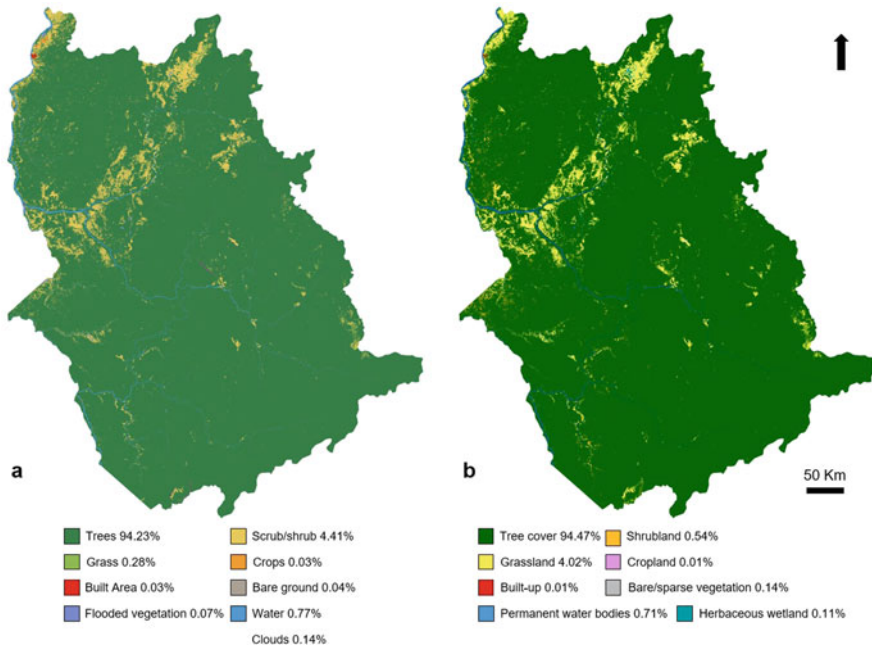 a
b
50 Km
Trees 94.23%
Scrub/shrub 4.41%
Grass 0.28%
Crops 0.03%
Built Area 0.03%
Bare ground 0.04%
Flooded vegetation 0.07%
Water 0.77%
Clouds 0.14%
Tree cover 94.47%
Shrubland 0.54%
Grassland 4.02%
Cropland 0.01%
Built-up 0.01%
Bare/sparse vegetation 0.14%
Permanent water bodies 0.71%
Herbaceous wetland 0.11%